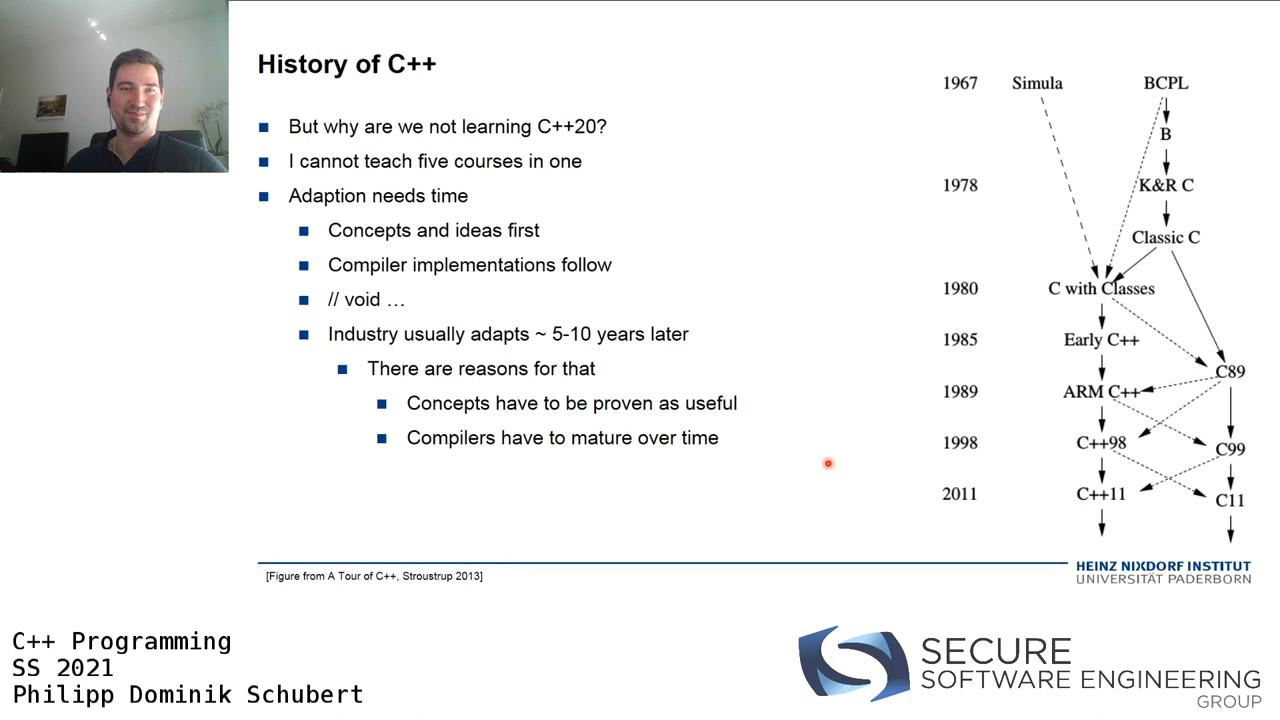 History of C++
But why are we not learning C++20?
I cannot teach five courses in one
Adaption needs time
Concepts and ideas first
Compiler implementations follow
// void …
Industry usually adapts ~ 5-10 years later
There are reasons for that
Concepts have to be proven as useful
Compilers have to mature over time
1967 Simula BCPL
B
1978 K&R C
Classic C
1980 C with Classes
1985 Early C++
C89
1989 ARM C++
1998 C++98 C99
2011 C++11 C11
[Figure from A Tour of C++, Stroustrup 2013]
HEINZ NIXDORF INSTITUT
UNIVERSITÄT PADERBORN
C++ Programming
SS 2021
Philipp Dominik Schubert
SECURE
SOFTWARE ENGINEERING
GROUP